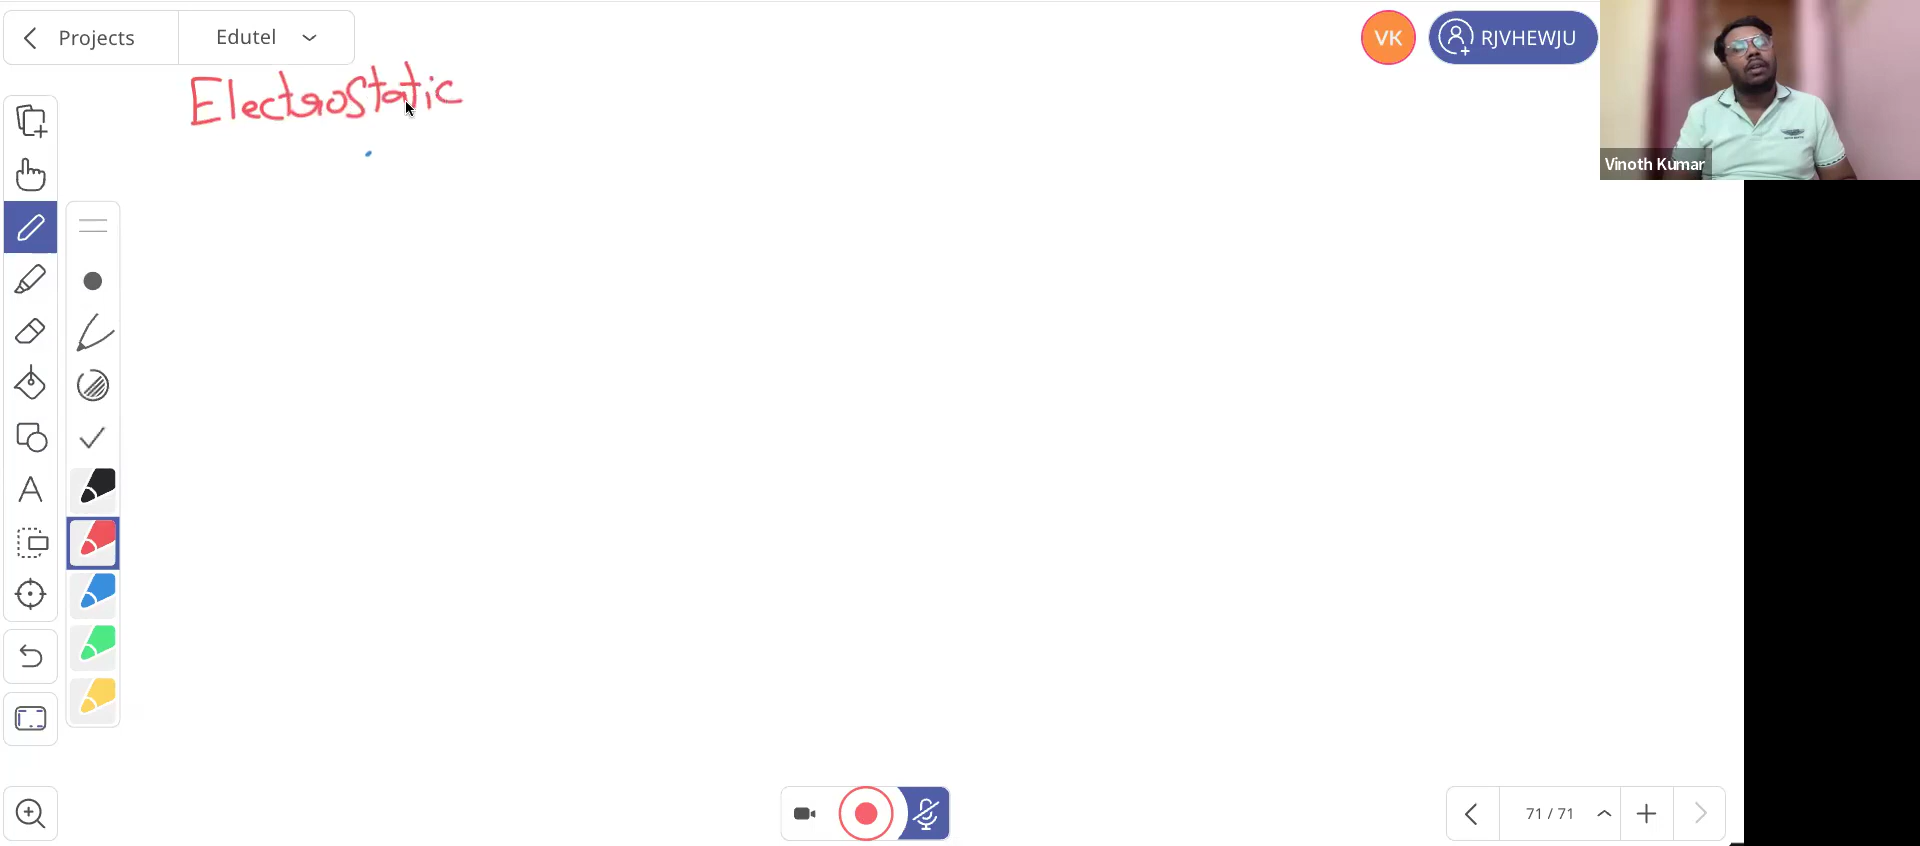 Projects Edutel VK RJVHEWJU
ElectroStatic
Vinoth Kumar
A
71 / 71